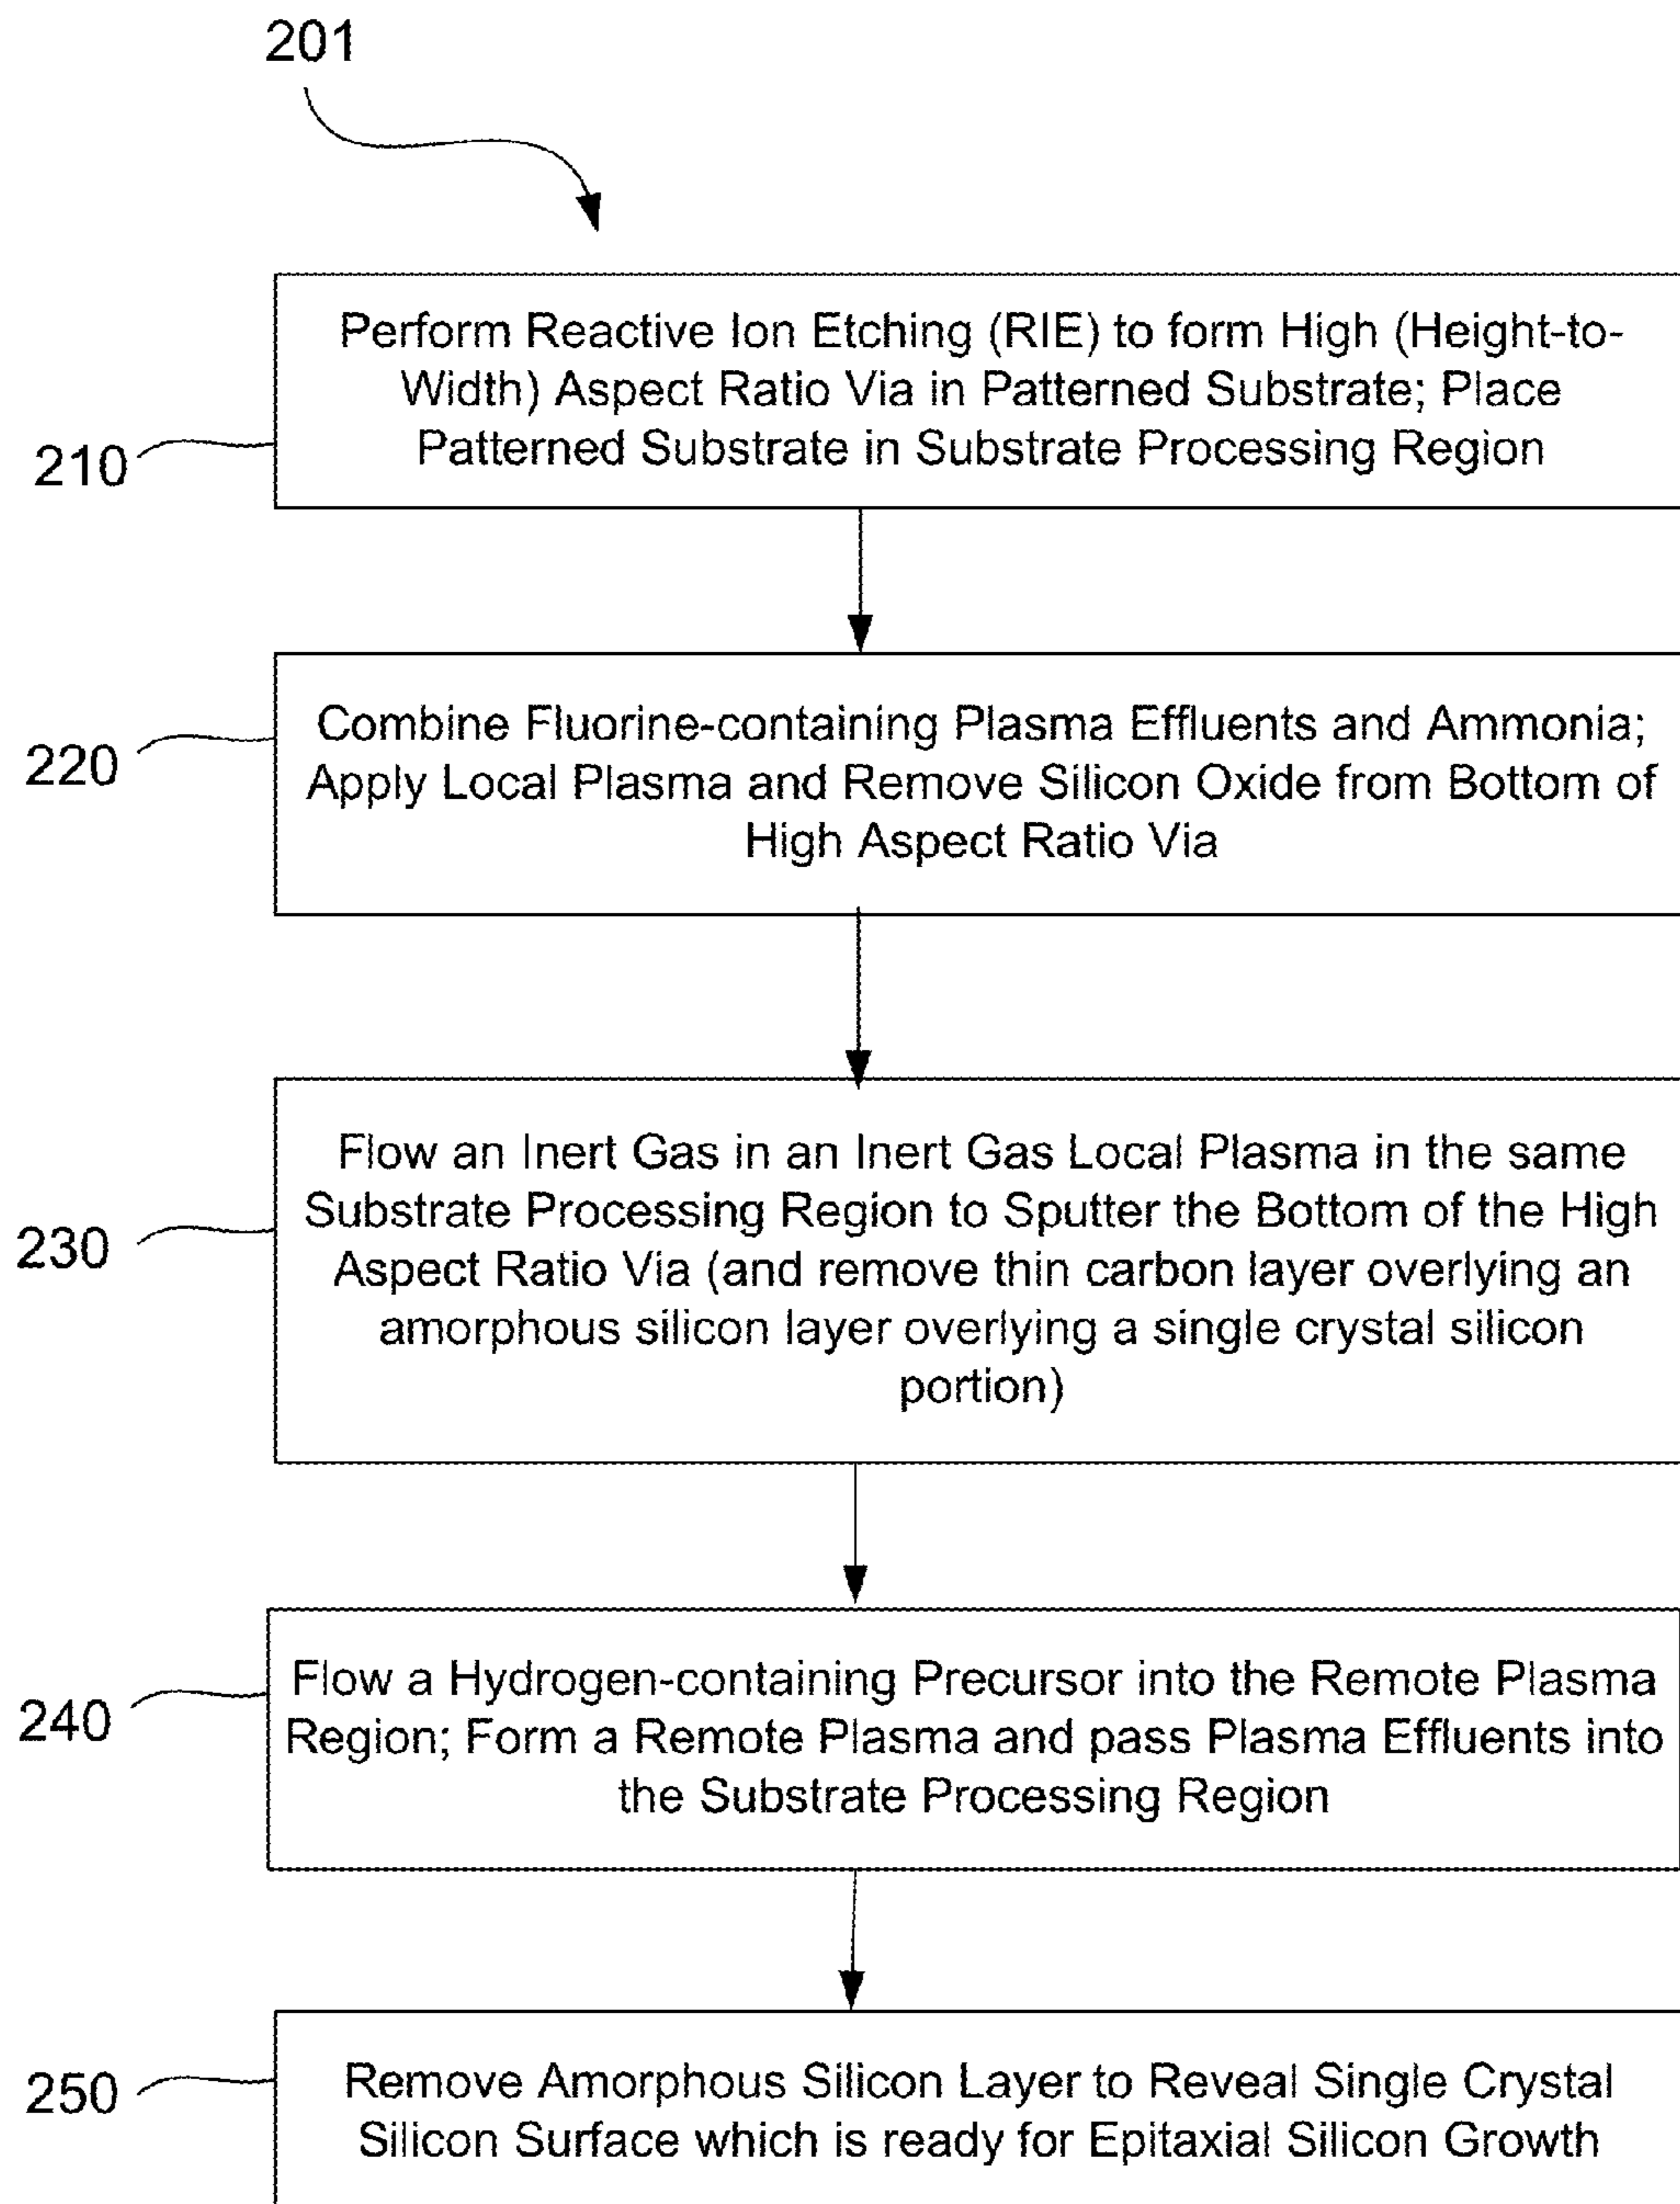 201
Perform Reactive Ion Etching (RIE) to form High (Height-to-
Width) Aspect Ratio Via in Patterned Substrate; Place
Patterned Substrate in Substrate Processing Region
210
Combine Fluorine-containing Plasma Effluents and Ammonia;
Apply Local Plasma and Remove Silicon Oxide from Bottom of
High Aspect Ratio Via
220
Flow an Inert Gas in an Inert Gas Local Plasma in the same
Substrate Processing Region to Sputter the Bottom of the High
Aspect Ratio Via (and remove thin carbon layer overlying an
amorphous silicon layer overlying a single crystal silicon
portion)
230
Flow a Hydrogen-containing Precursor into the Remote Plasma
Region; Form a Remote Plasma and pass Plasma Effluents into
the Substrate Processing Region
240
Remove Amorphous Silicon Layer to Reveal Single Crystal
Silicon Surface which is ready for Epitaxial Silicon Growth
250